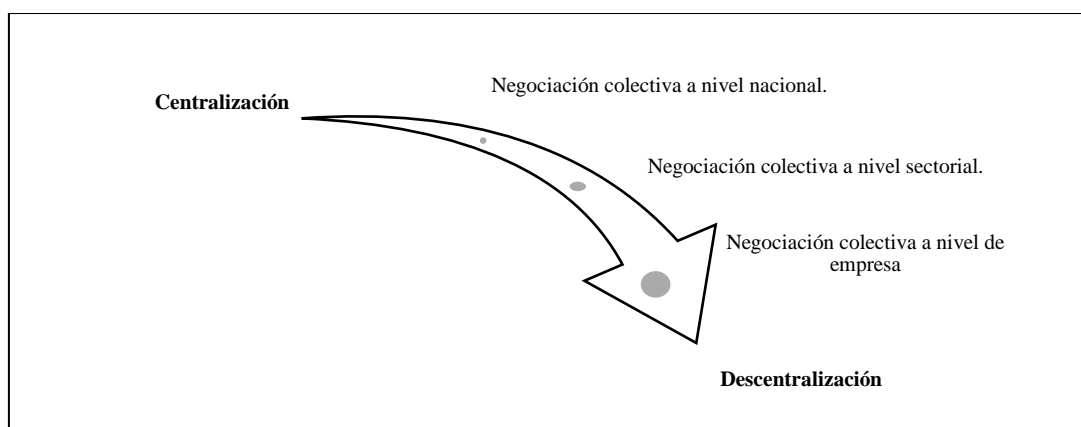 Negociación colectiva a nivel nacional.
Centralización
Negociación colectiva a nivel sectorial.
Negociación colectiva a nivel de
empresa
Descentralización